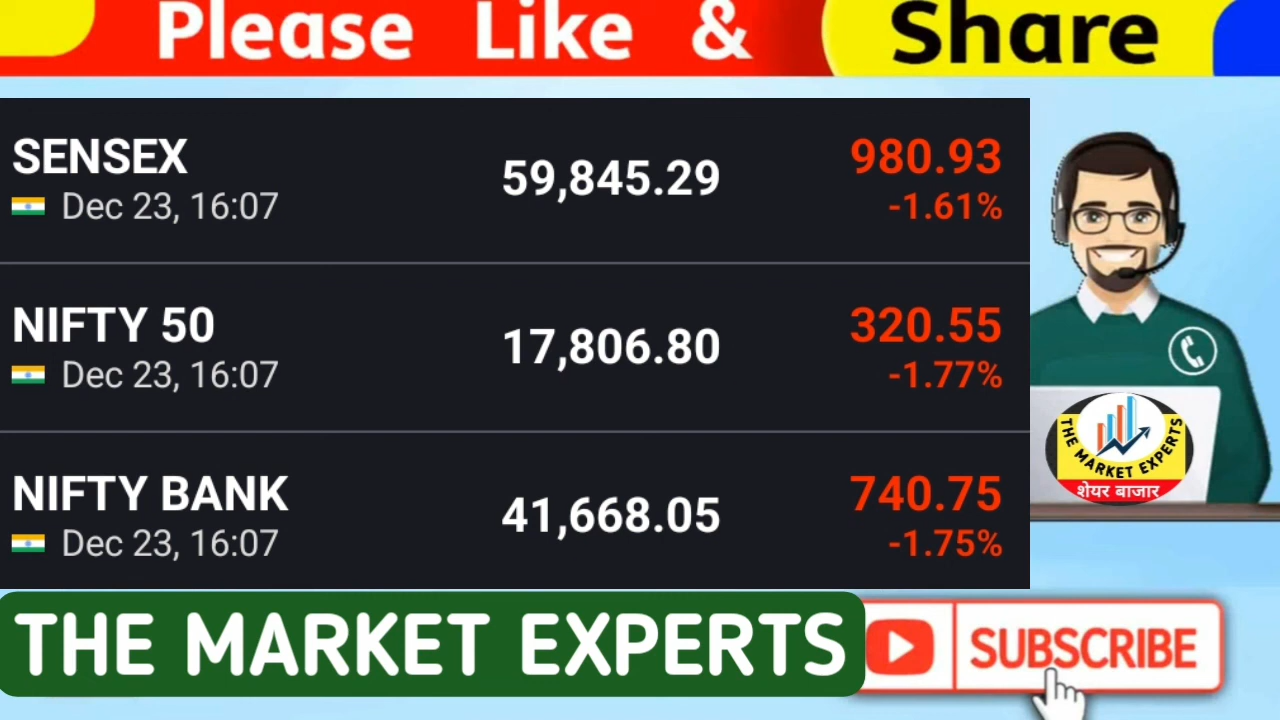 Please Like & Share
SENSEX 59,845.29 980.93
Dec 23, 16:07 -1.61%
NIFTY 50 17,806.80 320.55
Dec 23, 16:07 -1.77%
NIFTY BANK 41,668.05 740.75
Dec 23, 16:07 -1.75%
THE MARKET EXPERTS
शेयर बाजार
THE MARKET EXPERTS SUBSCRIBE